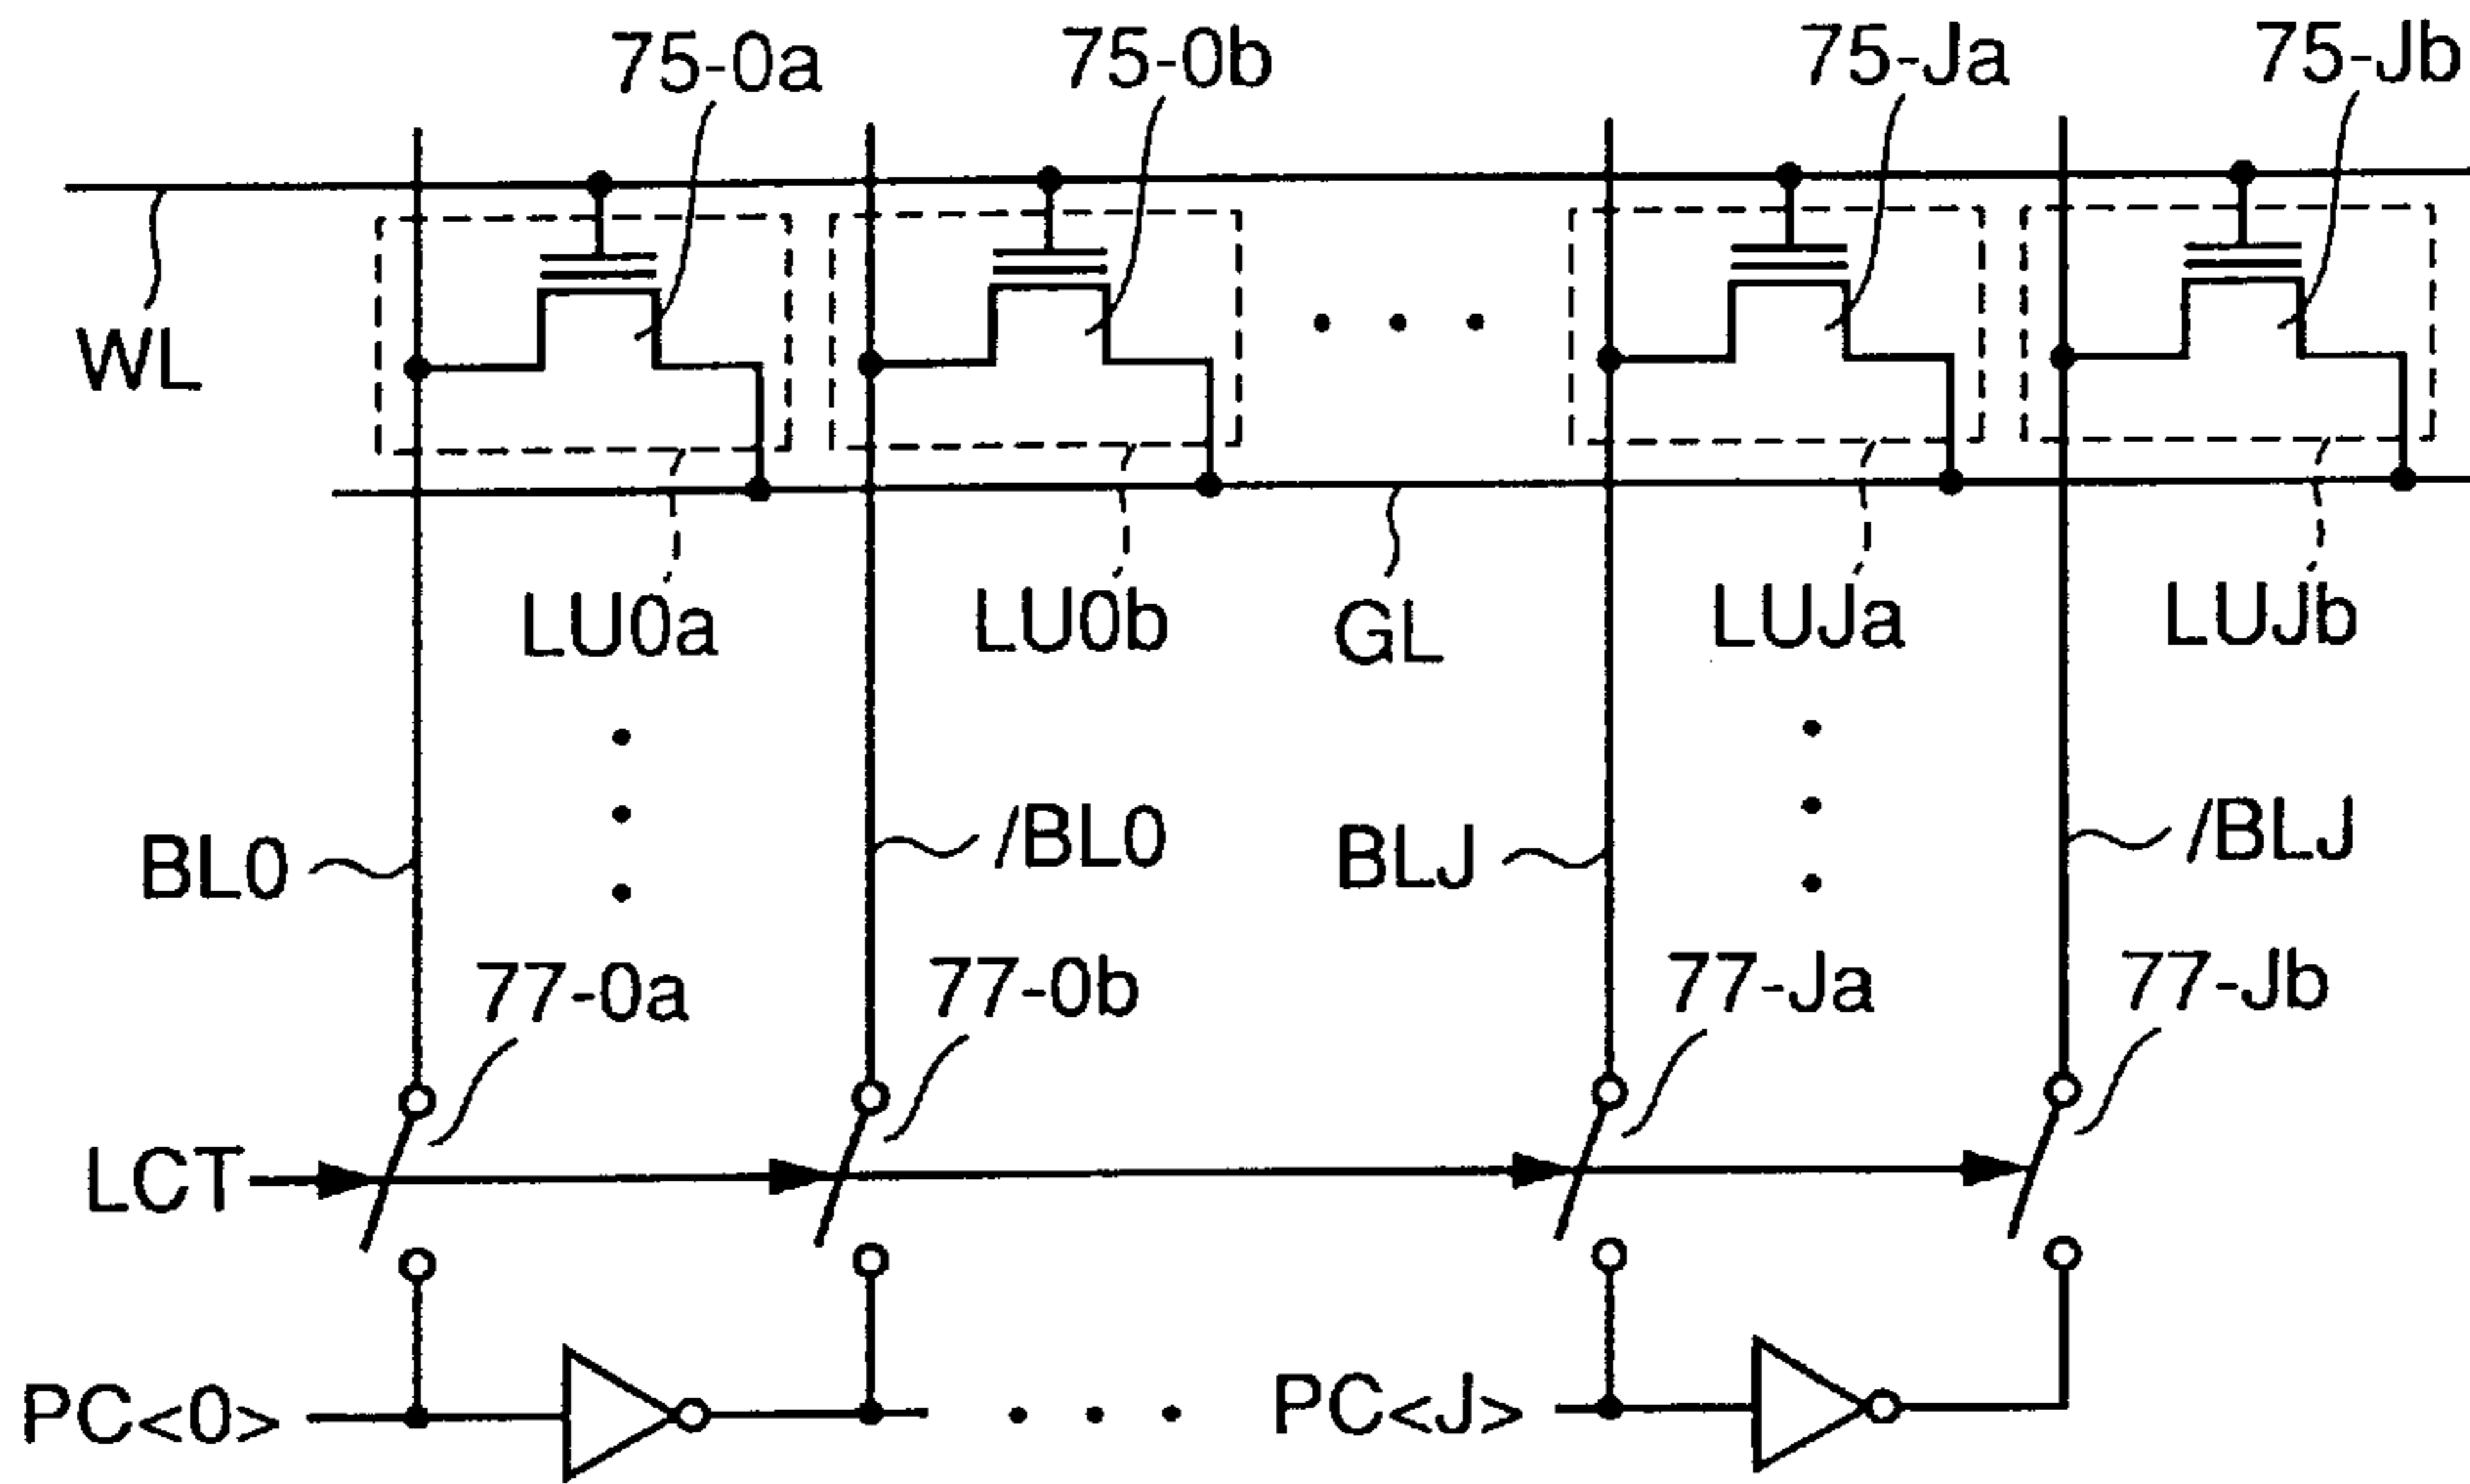 75-0a 75-0b 75-Ja 75-Jb
WL
LU0a LU0b GL LUJa LUJb
BL0 /BL0 BLJ /BLJ
77-0a 77-0b 77-Ja 77-Jb
LCT
PC<0> PC<J>